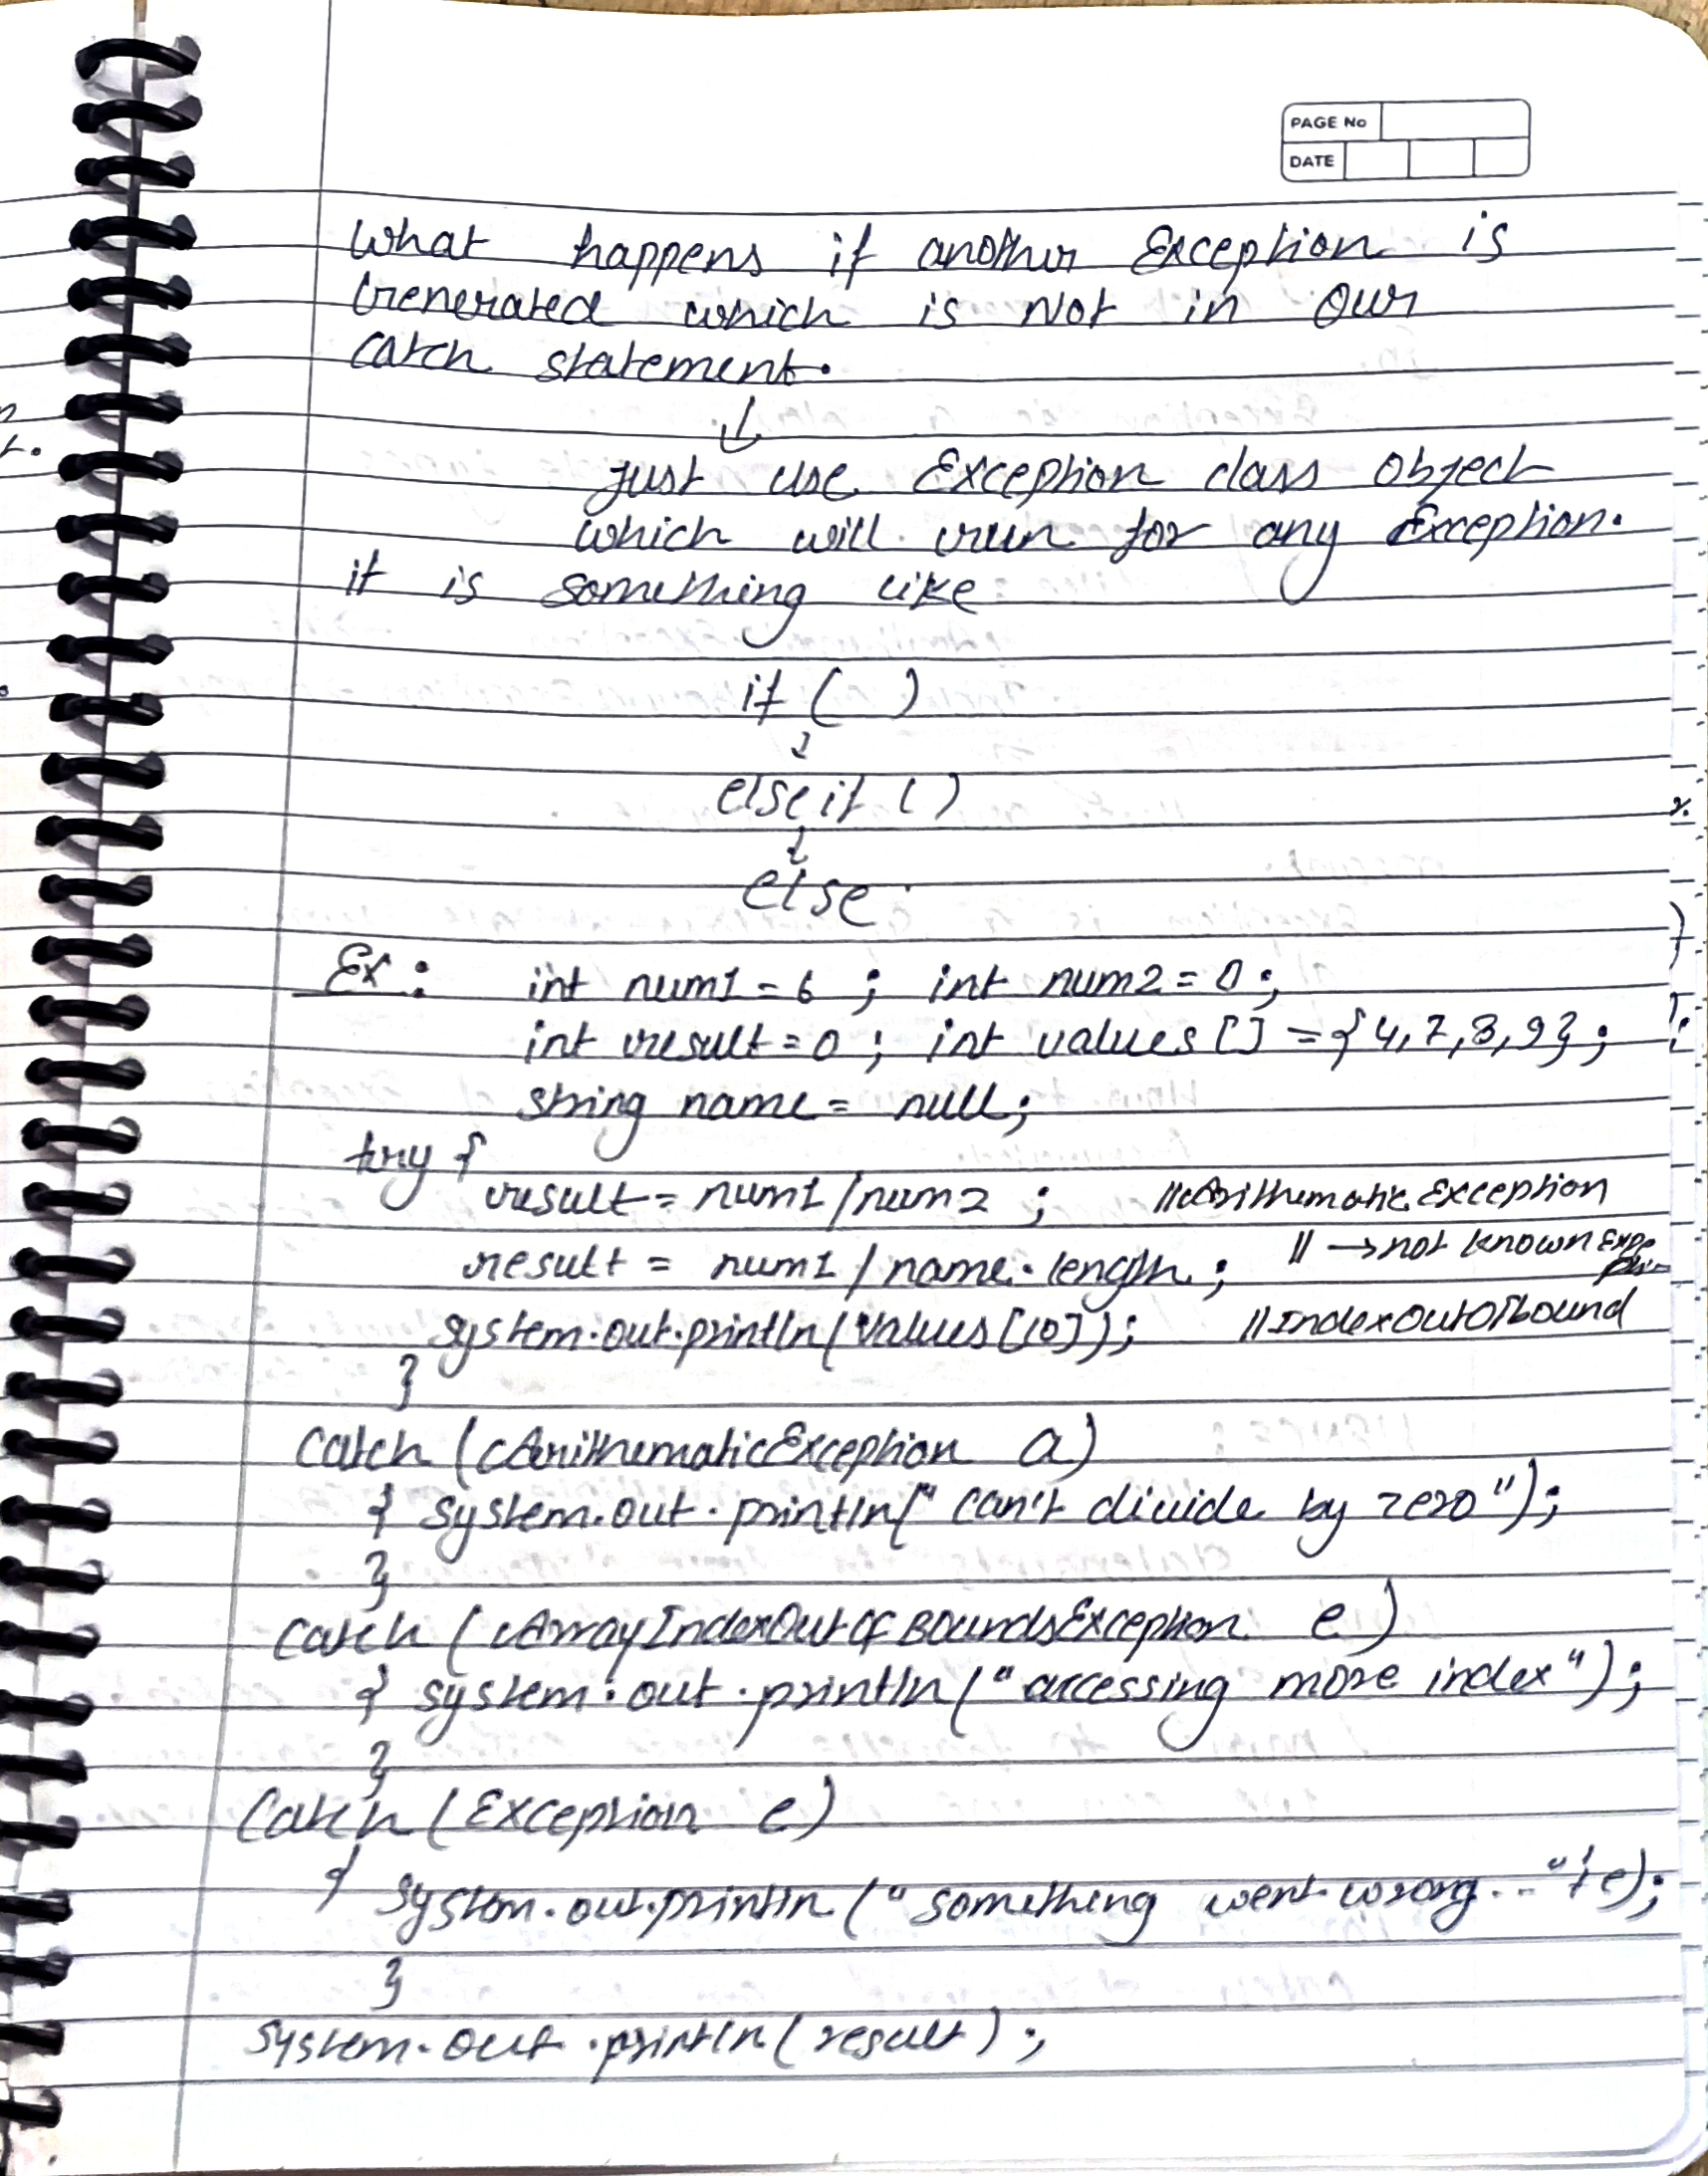 PAGE No
DATE
What happens if another Exception is
Generated which is Not in our
catch statement.
↓
Just use Exception class object
which will run for any Exception.
it is something like
if ( )
↓
else if ( )
↓
else
Ex: int num1 = 6 ; int num2 = 0 ;
int result = 0 ; int values [] = {4,7,8,9} ;
string name = null ;
try {
result = num1 / num2 ; // Arithematic Exception
result = num1 / name.length ; // → not known Exception
system.out.println(values[10]); // IndexOutOfbound
}
catch (ArithematicException a)
{ system.out.println("can't divide by zero");
}
catch (ArrayIndexOutOfBoundsException e)
{ system.out.println("accessing more index");
}
catch (Exception e)
{ system.out.println("something went wrong..." + e);
}
system.out.println(result);